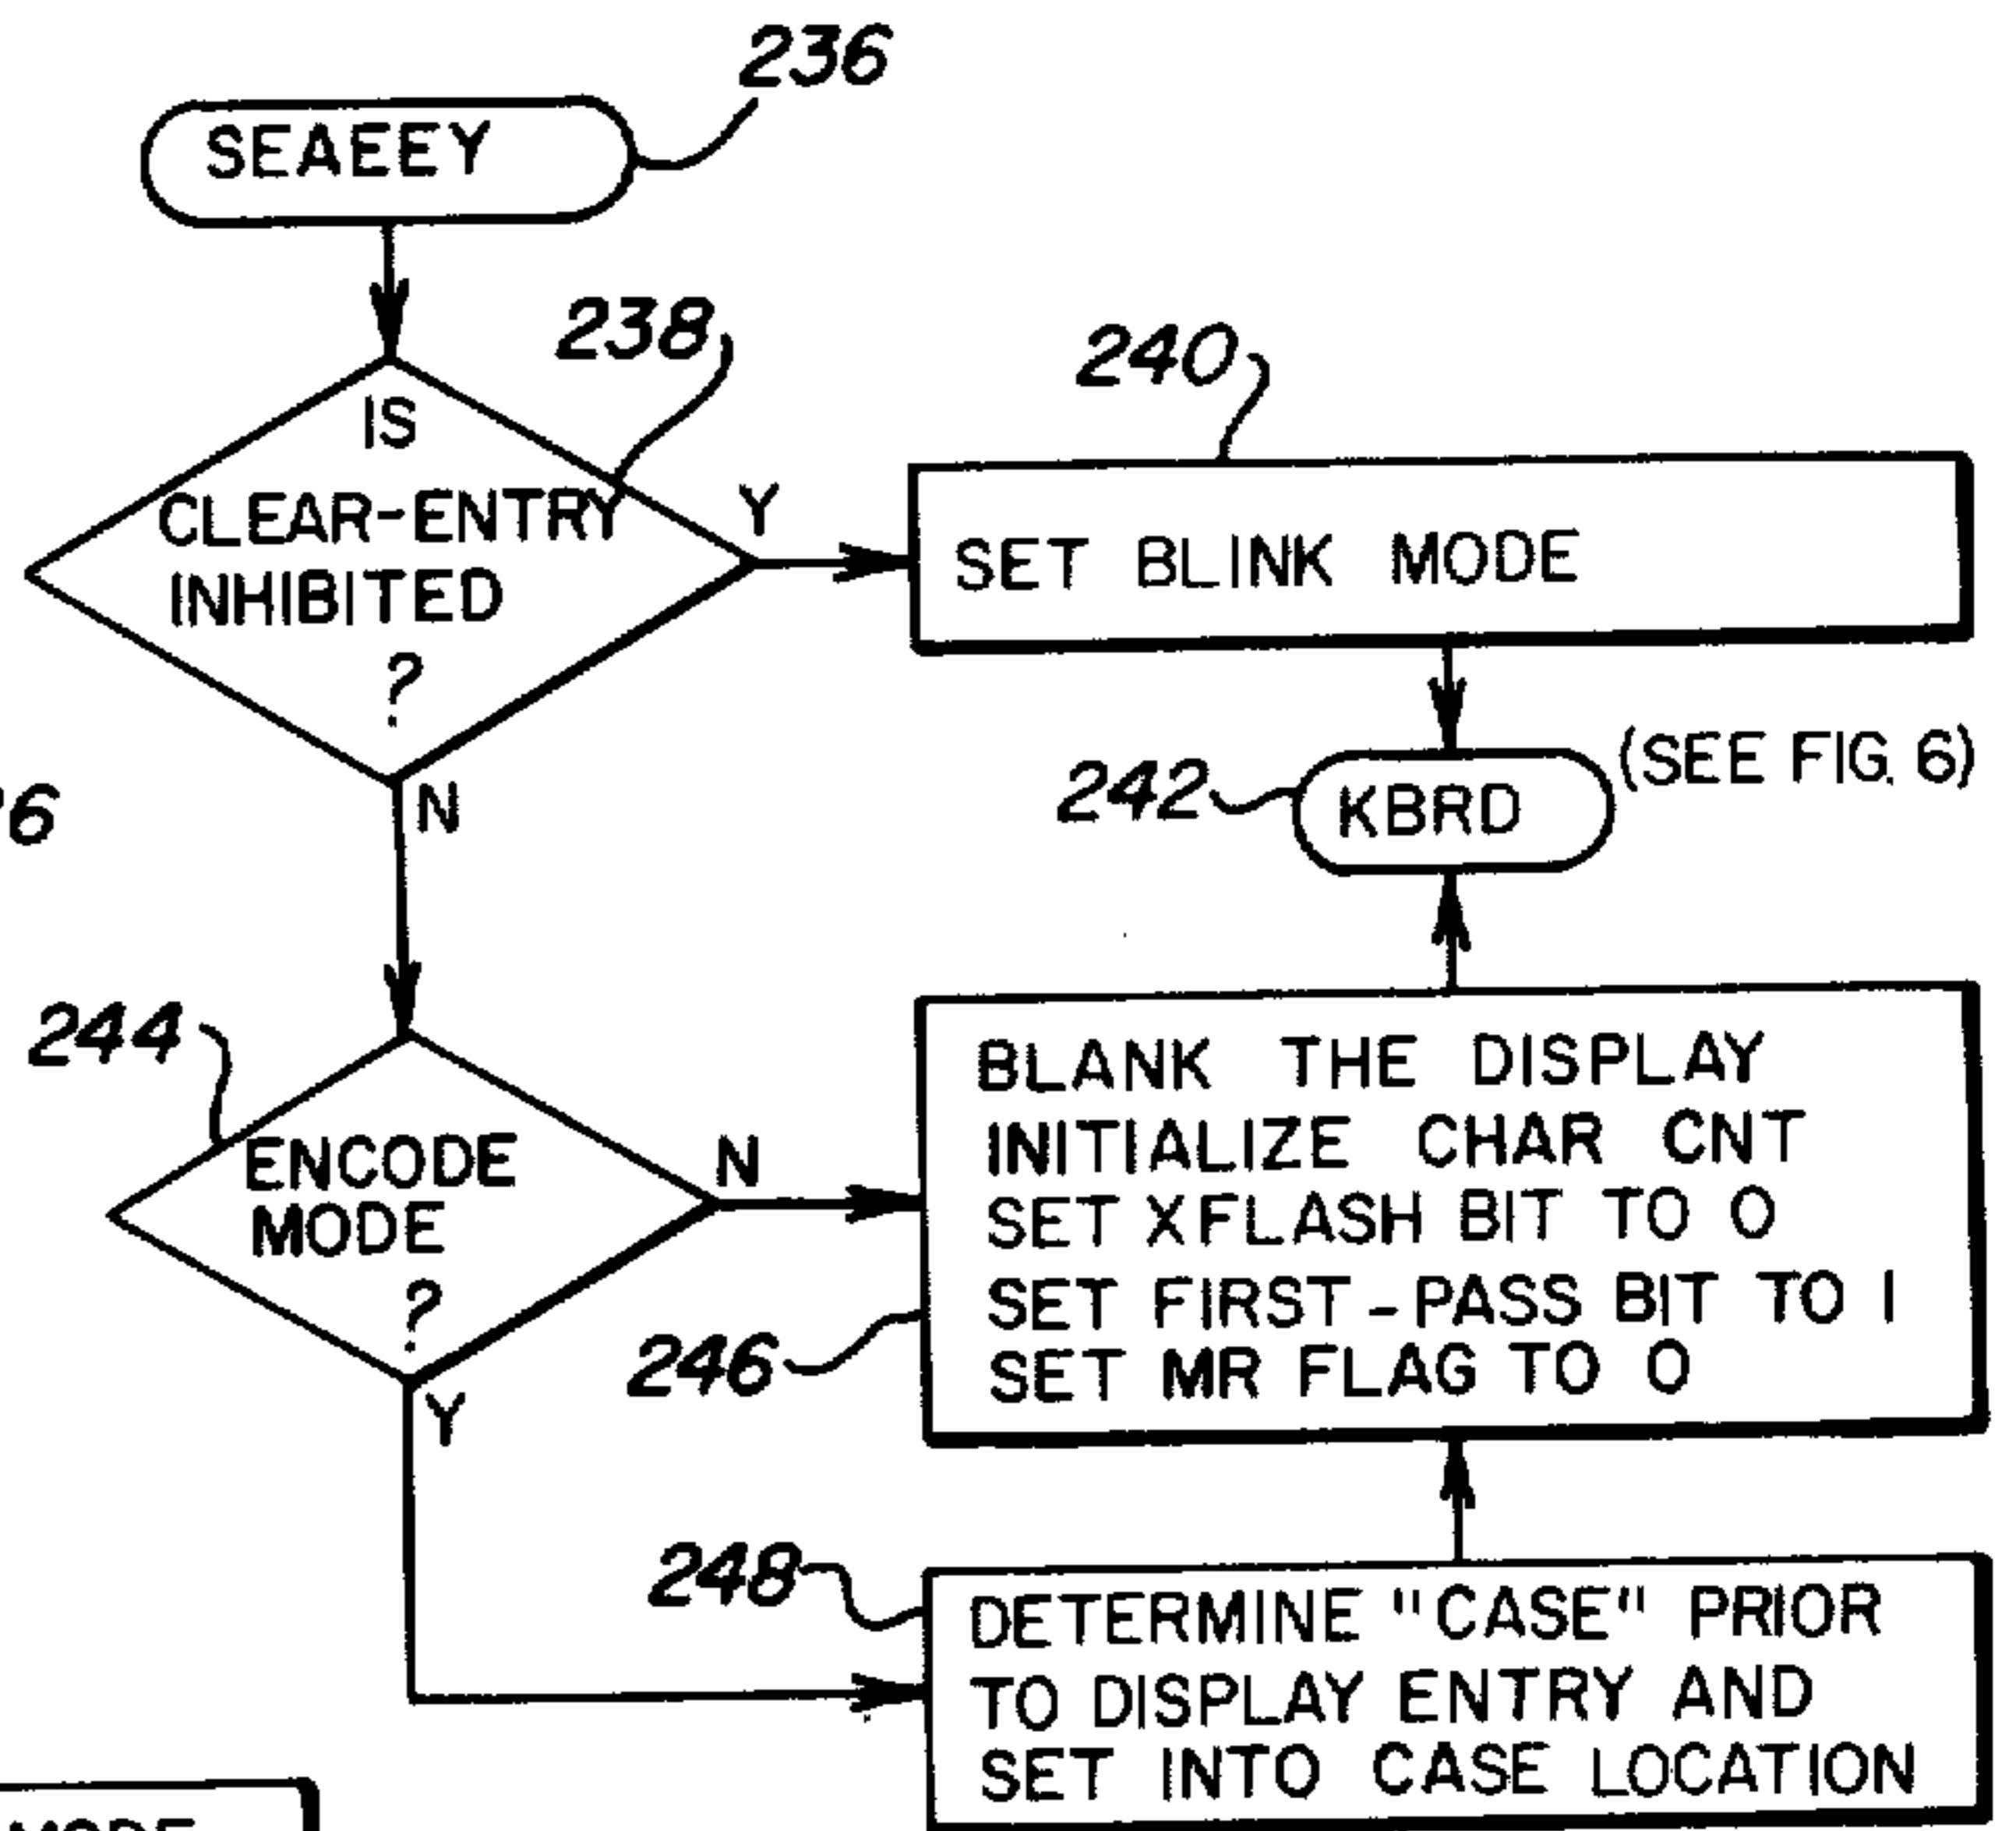 236
SEAEEY
238
IS
CLEAR-ENTRY
INHIBITED
?
Y
N
240
SET BLINK MODE
242
KBRD
(SEE FIG. 6)
244
ENCODE
MODE
?
N
Y
246
BLANK THE DISPLAY
INITIALIZE CHAR CNT
SET XFLASH BIT TO 0
SET FIRST-PASS BIT TO 1
SET MR FLAG TO 0
248
DETERMINE "CASE" PRIOR
TO DISPLAY ENTRY AND
SET INTO CASE LOCATION
MODE